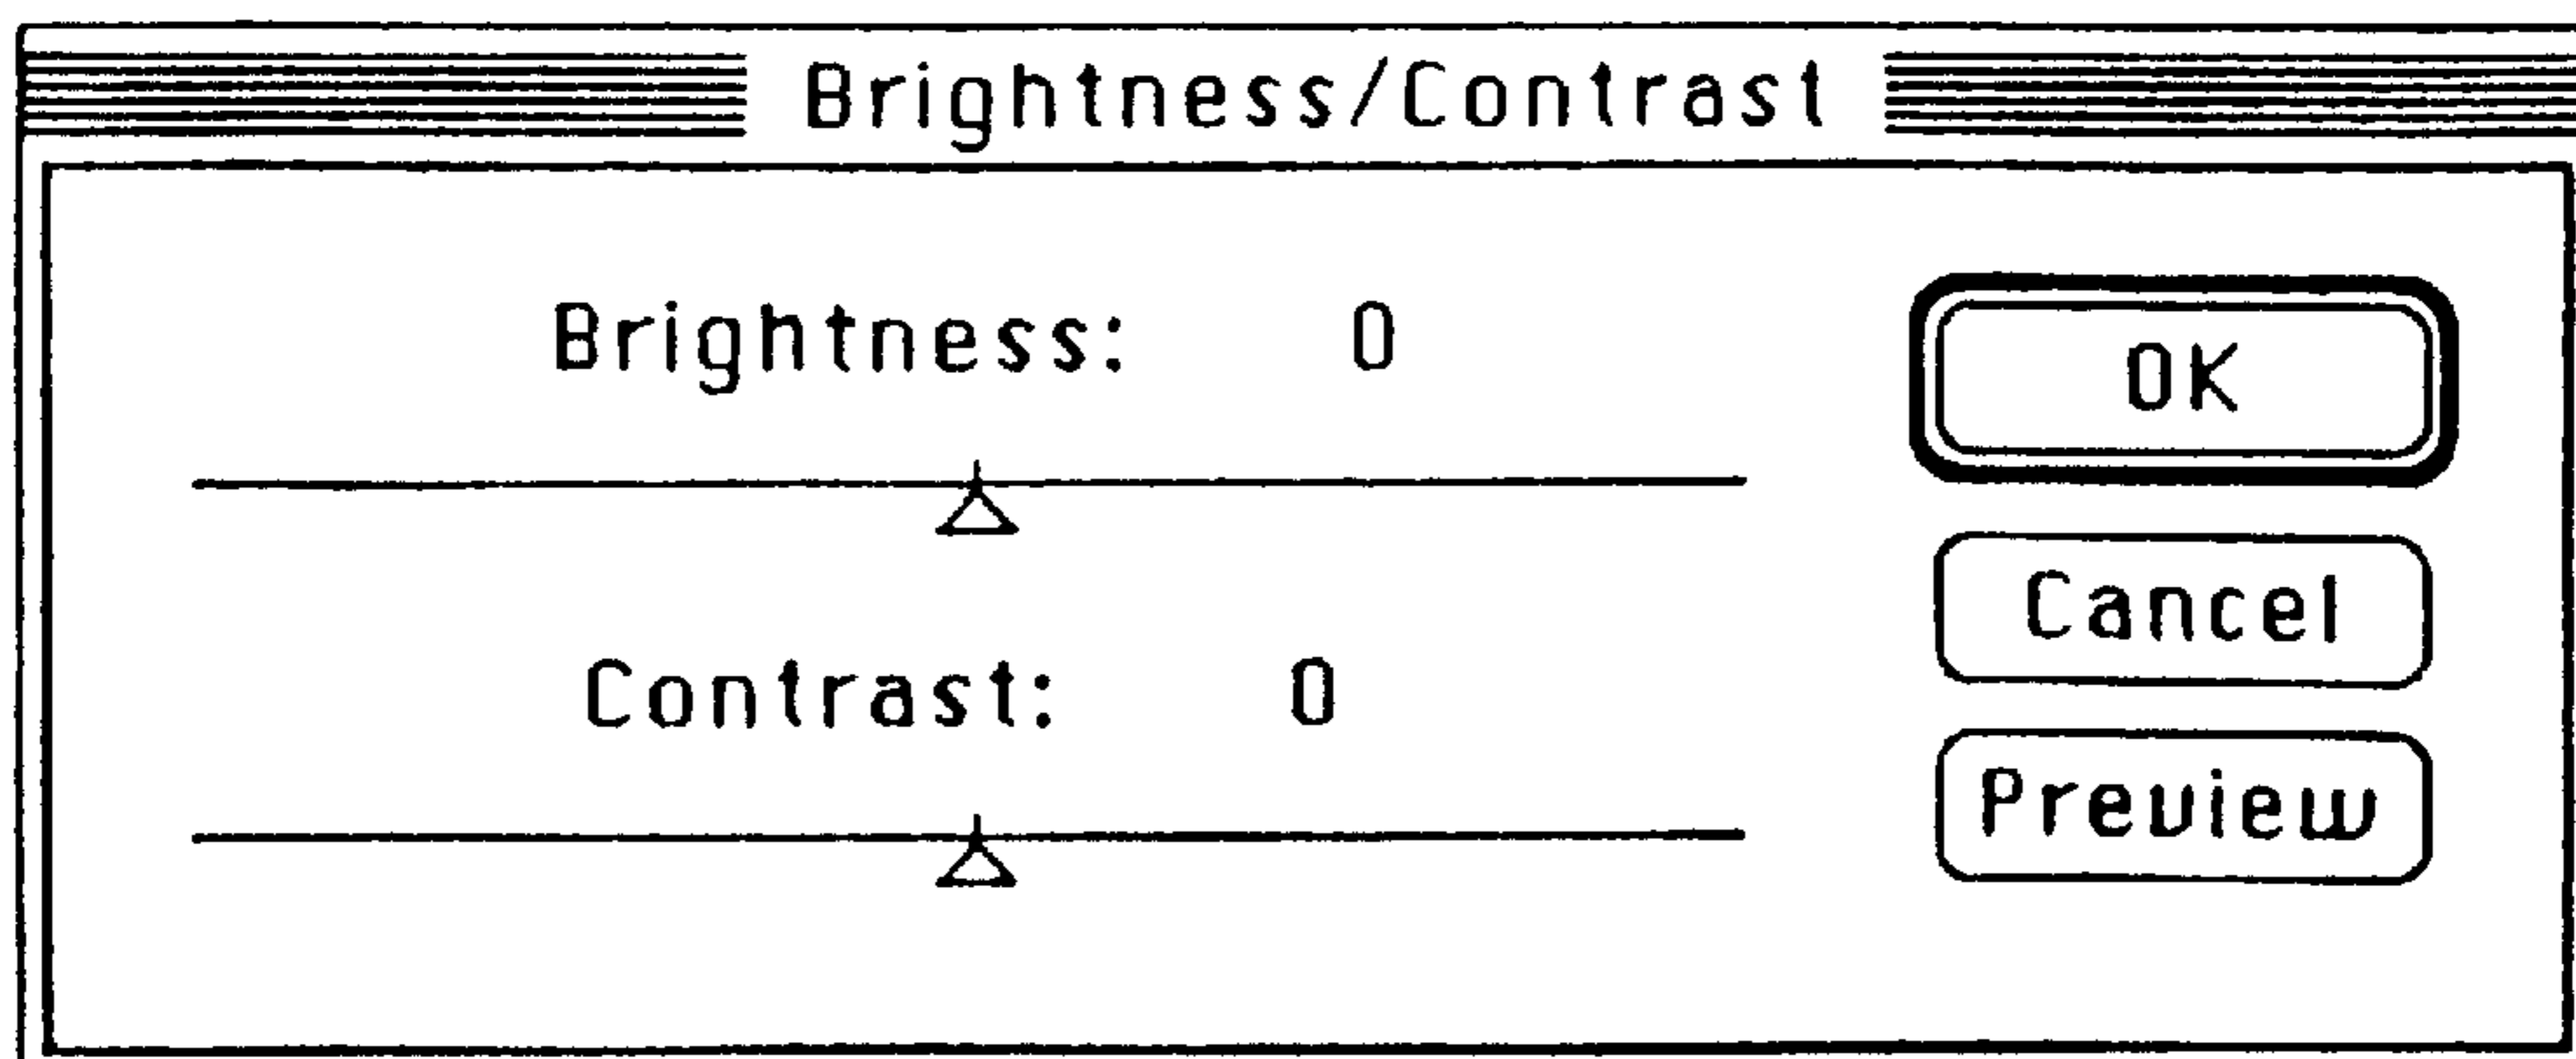 Brightness/Contrast
Brightness: 0
OK
Cancel
Contrast: 0
Preview